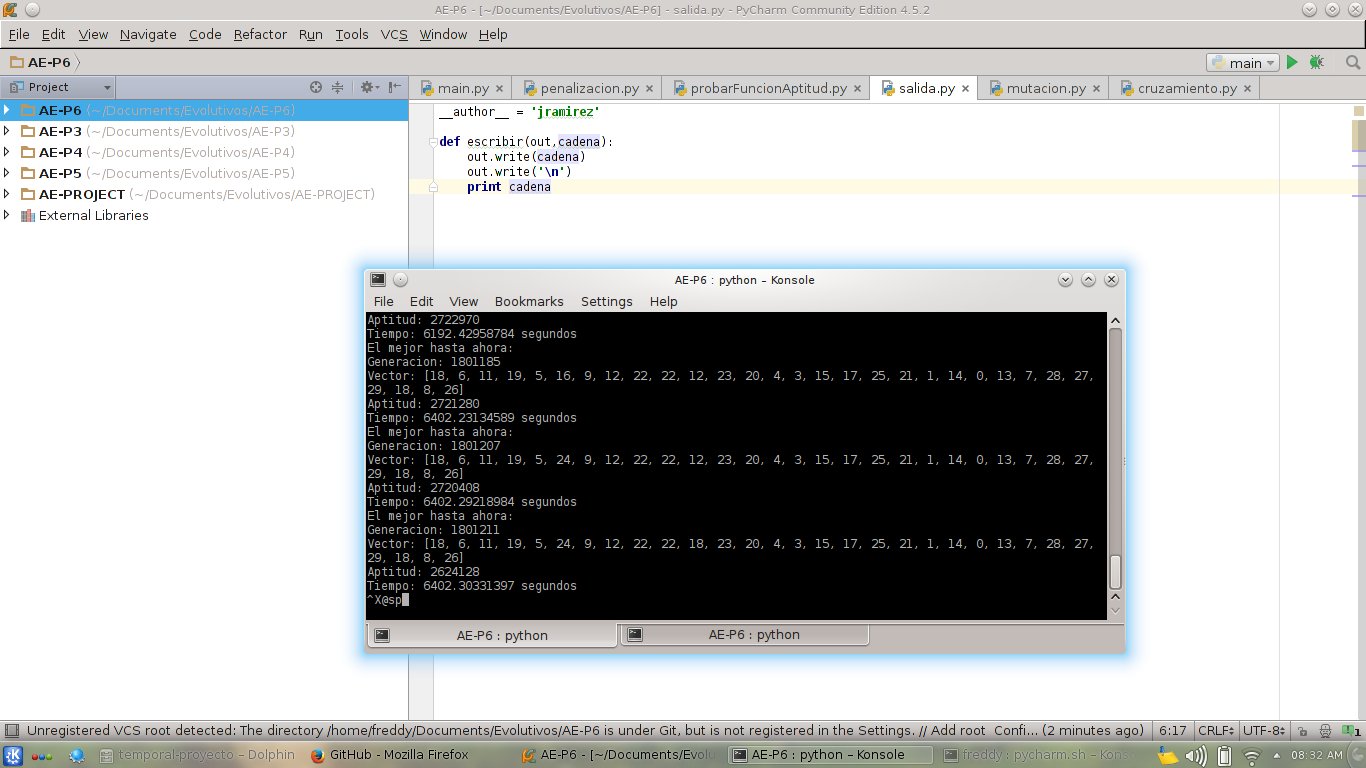 AE-P6 - [~/Documents/Evolutivos/AE-P6] - salida.py - PyCharm Community Edition 4.5.2
File Edit View Navigate Code Refactor Run Tools VCS Window Help
AE-P6 main
Project main.py penalizacion.py probarFuncionAptitud.py salida.py mutacion.py cruzamiento.py
AE-P6 (~/Documents/Evolutivos/AE-P6)
AE-P3 (~/Documents/Evolutivos/AE-P3)
AE-P4 (~/Documents/Evolutivos/AE-P4)
AE-P5 (~/Documents/Evolutivos/AE-P5)
AE-PROJECT (~/Documents/Evolutivos/AE-PROJECT)
External Libraries
__author__ = 'jramirez'
def escribir(out,cadena):
out.write(cadena)
out.write('\n')
print cadena
AE-P6 : python – Konsole
File Edit View Bookmarks Settings Help
Aptitud: 2722970
Tiempo: 6192.42958784 segundos
El mejor hasta ahora:
Generacion: 1801185
Vector: [18, 6, 11, 19, 5, 16, 9, 12, 22, 22, 12, 23, 20, 4, 3, 15, 17, 25, 21, 1, 14, 0, 13, 7, 28, 27,
29, 18, 8, 26]
Aptitud: 2721280
Tiempo: 6402.23134589 segundos
El mejor hasta ahora:
Generacion: 1801207
Vector: [18, 6, 11, 19, 5, 24, 9, 12, 22, 22, 12, 23, 20, 4, 3, 15, 17, 25, 21, 1, 14, 0, 13, 7, 28, 27,
29, 18, 8, 26]
Aptitud: 2720408
Tiempo: 6402.29218984 segundos
El mejor hasta ahora:
Generacion: 1801211
Vector: [18, 6, 11, 19, 5, 24, 9, 12, 22, 22, 18, 23, 20, 4, 3, 15, 17, 25, 21, 1, 14, 0, 13, 7, 28, 27,
29, 18, 8, 26]
Aptitud: 2624128
Tiempo: 6402.30331397 segundos
^X@sp
AE-P6 : python AE-P6 : python
Unregistered VCS root detected: The directory /home/freddy/Documents/Evolutivos/AE-P6 is under Git, but is not registered in the Settings. // Add root Confi... (2 minutes ago) 6:17 CRLF UTF-8
temporal-proyecto – Dolphin GitHub - Mozilla Firefox AE-P6 - [~/Documents/Evolu AE-P6 : python – Konsole freddy : pycharm.sh – Kons 08:32 AM